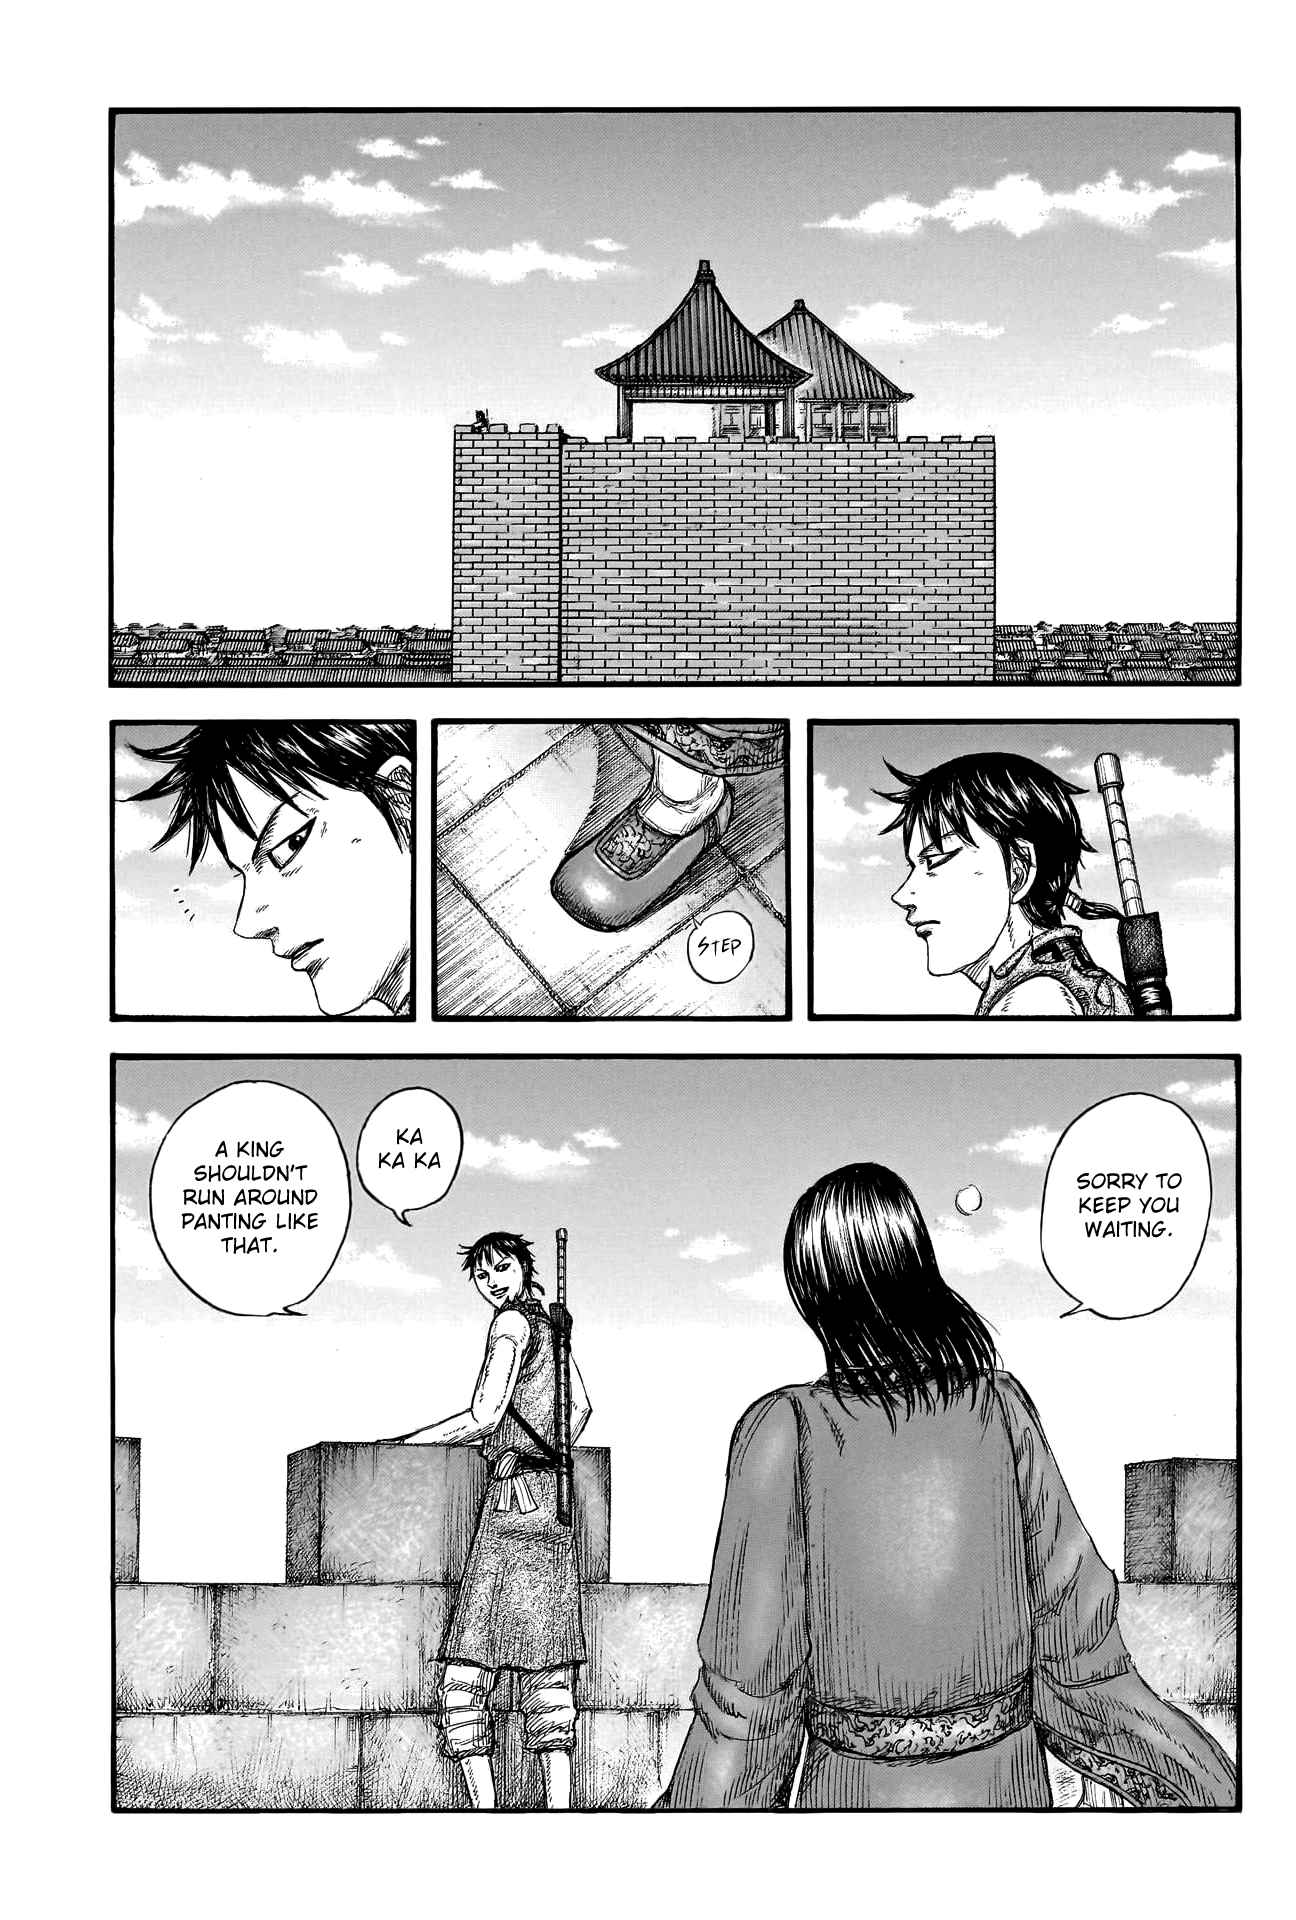 STEP
SORRY TO
KEEP YOU
WAITING.
KA
KA KA
A KING
SHOULDN'T
RUN AROUND
PANTING LIKE
THAT.